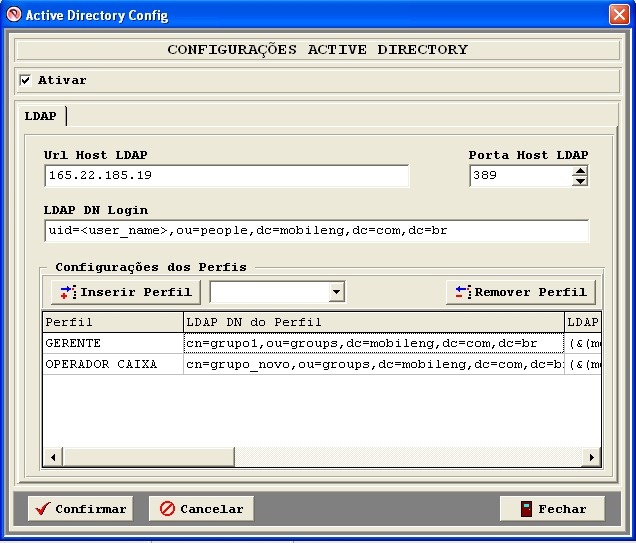 Active Directory Config
CONFIGURAÇÕES ACTIVE DIRECTORY
Ativar
LDAP
Url Host LDAP Porta Host LDAP
165.22.185.19 389
LDAP DN Login
uid=<user_name>,ou=people,dc=mobileng,dc=com,dc=br
Configurações dos Perfis
Inserir Perfil Remover Perfil
Perfil LDAP DN do Perfil LDAP
GERENTE cn=grupo1,ou=groups,dc=mobileng,dc=com,dc=br (&(m
OPERADOR CAIXA cn=grupo_novo,ou=groups,dc=mobileng,dc=com,dc=b (&(m
Confirmar Cancelar Fechar